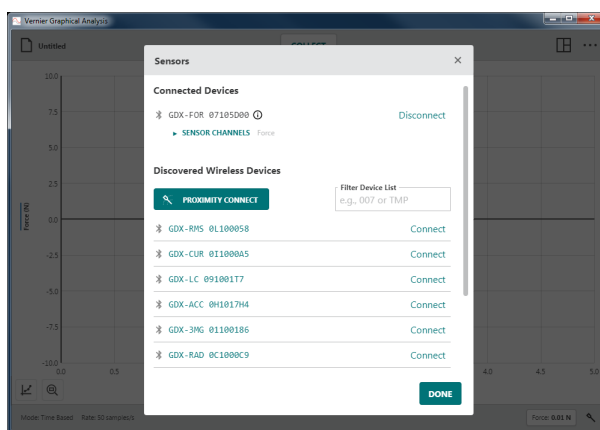 Vernier Graphical Analysis
Untitled
COLLECT
Sensors
Connected Devices
GDX-FOR 07105D00
Disconnect
SENSOR CHANNELS Force
Discovered Wireless Devices
PROXIMITY CONNECT
Filter Device List
e.g., 007 or TMP
GDX-RMS 0L100058 Connect
GDX-CUR 0I1000A5 Connect
GDX-LC 091001T7 Connect
GDX-ACC 0H1017H4 Connect
GDX-3MG 01100186 Connect
GDX-RAD 0C1000C9 Connect
DONE
Force (N)
10.0
7.5
5.0
2.5
0.0
-2.5
-5.0
-7.5
-10.0
0.0 0.5 4.0 4.5 5.0
Mode: Time Based Rate: 50 samples/s
Force: 0.01 N